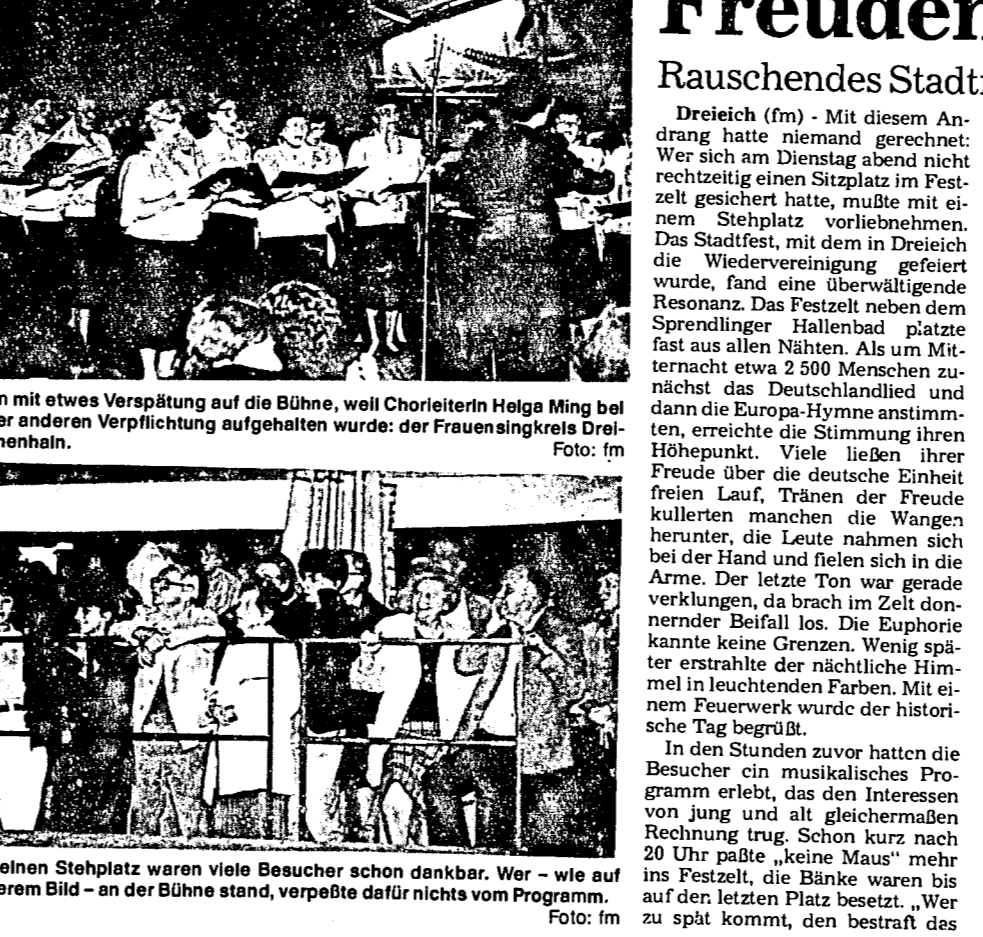 n mit etwes Verspätung auf die Bühne, weil Chorleiterin Helga Ming bel
er anderen Verpflichtung aufgehalten wurde: der Frauensingkreis Drei-
henhaln.
Foto: fm
einen Stehplatz waren viele Besucher schon dankbar. Wer – wie auf
erem Bild – an der Bühne stand, verpeßte dafür nichts vom Programm.
Foto: fm
Freuden
Rauschendes Stadtf
Dreieich (fm) - Mit diesem An-
drang hatte niemand gerechnet:
Wer sich am Dienstag abend nicht
rechtzeitig einen Sitzplatz im Fest-
zelt gesichert hatte, mußte mit ei-
nem Stehplatz vorliebnehmen.
Das Stadtfest, mit dem in Dreieich
die Wiedervereinigung gefeiert
wurde, fand eine überwältigende
Resonanz. Das Festzelt neben dem
Sprendlinger Hallenbad platzte
fast aus allen Nähten. Als um Mit-
ternacht etwa 2 500 Menschen zu-
nächst das Deutschlandlied und
dann die Europa-Hymne anstimm-
ten, erreichte die Stimmung ihren
Höhepunkt. Viele ließen ihrer
Freude über die deutsche Einheit
freien Lauf, Tränen der Freude
kullerten manchen die Wangen
herunter, die Leute nahmen sich
bei der Hand und fielen sich in die
Arme. Der letzte Ton war gerade
verklungen, da brach im Zelt don-
nernder Beifall los. Die Euphorie
kannte keine Grenzen. Wenig spä-
ter erstrahlte der nächtliche Him-
mel in leuchtenden Farben. Mit ei-
nem Feuerwerk wurde der histori-
sche Tag begrüßt.
In den Stunden zuvor hatten die
Besucher ein musikalisches Pro-
gramm erlebt, das den Interessen
von jung und alt gleichermaßen
Rechnung trug. Schon kurz nach
20 Uhr paßte „keine Maus“ mehr
ins Festzelt, die Bänke waren bis
auf den letzten Platz besetzt. „Wer
zu spät kommt, den bestraft das